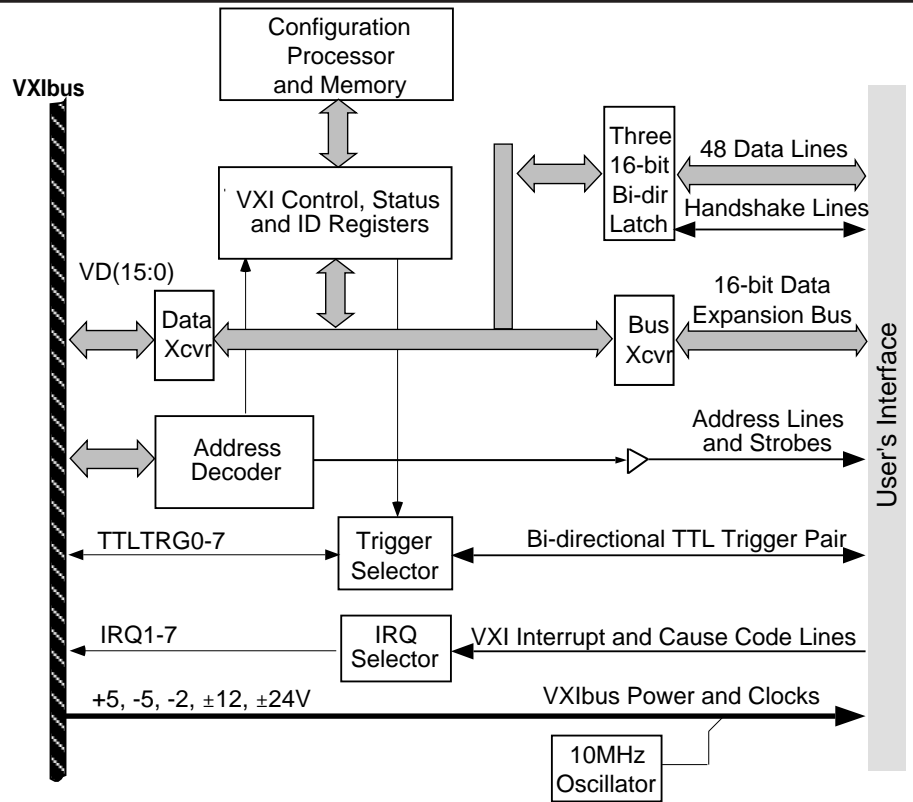 Configuration
Processor
and Memory
VXIbus
Three
16-bit
Bi-dir
Latch
48 Data Lines
Handshake Lines
VXI Control, Status
and ID Registers
VD(15:0)
Data
Xcvr
Bus
Xcvr
16-bit Data
Expansion Bus
User's Interface
Address
Decoder
Address Lines
and Strobes
TTLTRG0-7
Trigger
Selector
Bi-directional TTL Trigger Pair
IRQ1-7
IRQ
Selector
VXI Interrupt and Cause Code Lines
+5, -5, -2, ±12, ±24V
VXIbus Power and Clocks
10MHz
Oscillator